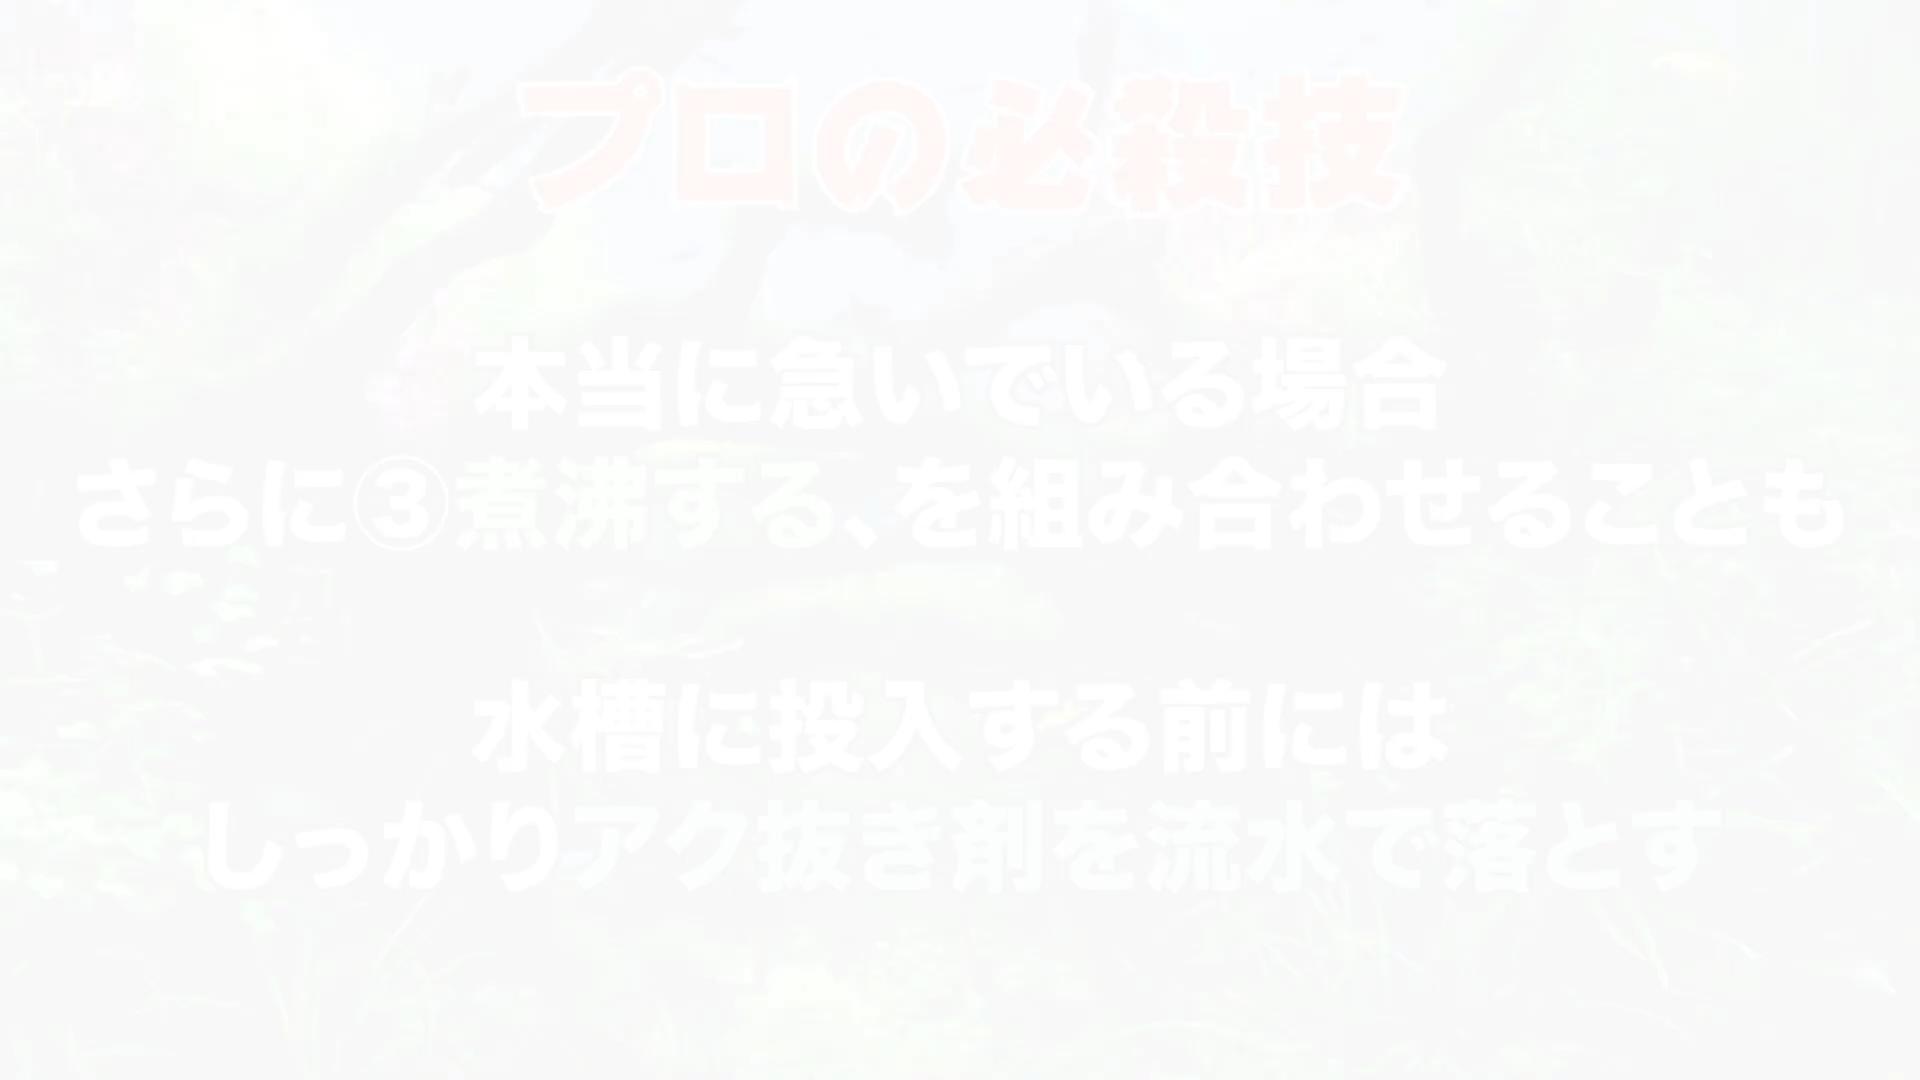 プロの必殺技
本当に急いでいる場合
さらに③煮沸する、を組み合わせることも
水槽に投入する前には
しっかりアク抜き剤を流水で落とす